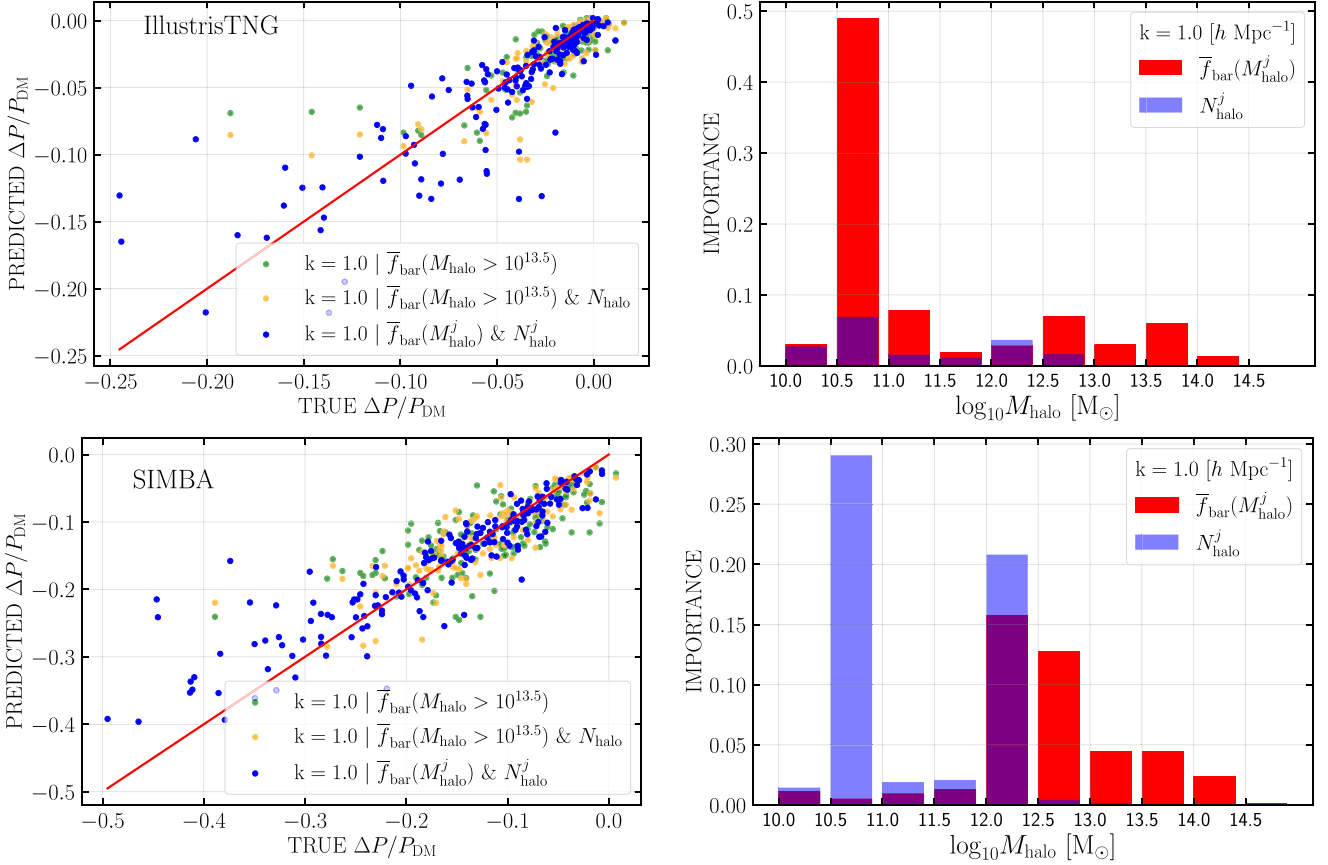 IllustrisTNG
PREDICTED ΔP/P_DM
0.00
−0.05
−0.10
−0.15
−0.20
−0.25
k = 1.0 | f̅_bar(M_halo > 10^13.5)
k = 1.0 | f̅_bar(M_halo > 10^13.5) & N_halo
k = 1.0 | f̅_bar(M^j_halo) & N^j_halo
−0.25 −0.20 −0.15 −0.10 −0.05 0.00
TRUE ΔP/P_DM
IMPORTANCE
0.5
0.4
0.3
0.2
0.1
0.0
k = 1.0 [h Mpc^−1]
f̅_bar(M^j_halo)
N^j_halo
10.0 10.5 11.0 11.5 12.0 12.5 13.0 13.5 14.0 14.5
log_10 M_halo [M_⊙]
SIMBA
PREDICTED ΔP/P_DM
0.0
−0.1
−0.2
−0.3
−0.4
−0.5
k = 1.0 | f̅_bar(M_halo > 10^13.5)
k = 1.0 | f̅_bar(M_halo > 10^13.5) & N_halo
k = 1.0 | f̅_bar(M^j_halo) & N^j_halo
−0.5 −0.4 −0.3 −0.2 −0.1 0.0
TRUE ΔP/P_DM
IMPORTANCE
0.30
0.25
0.20
0.15
0.10
0.05
0.00
k = 1.0 [h Mpc^−1]
f̅_bar(M^j_halo)
N^j_halo
10.0 10.5 11.0 11.5 12.0 12.5 13.0 13.5 14.0 14.5
log_10 M_halo [M_⊙]